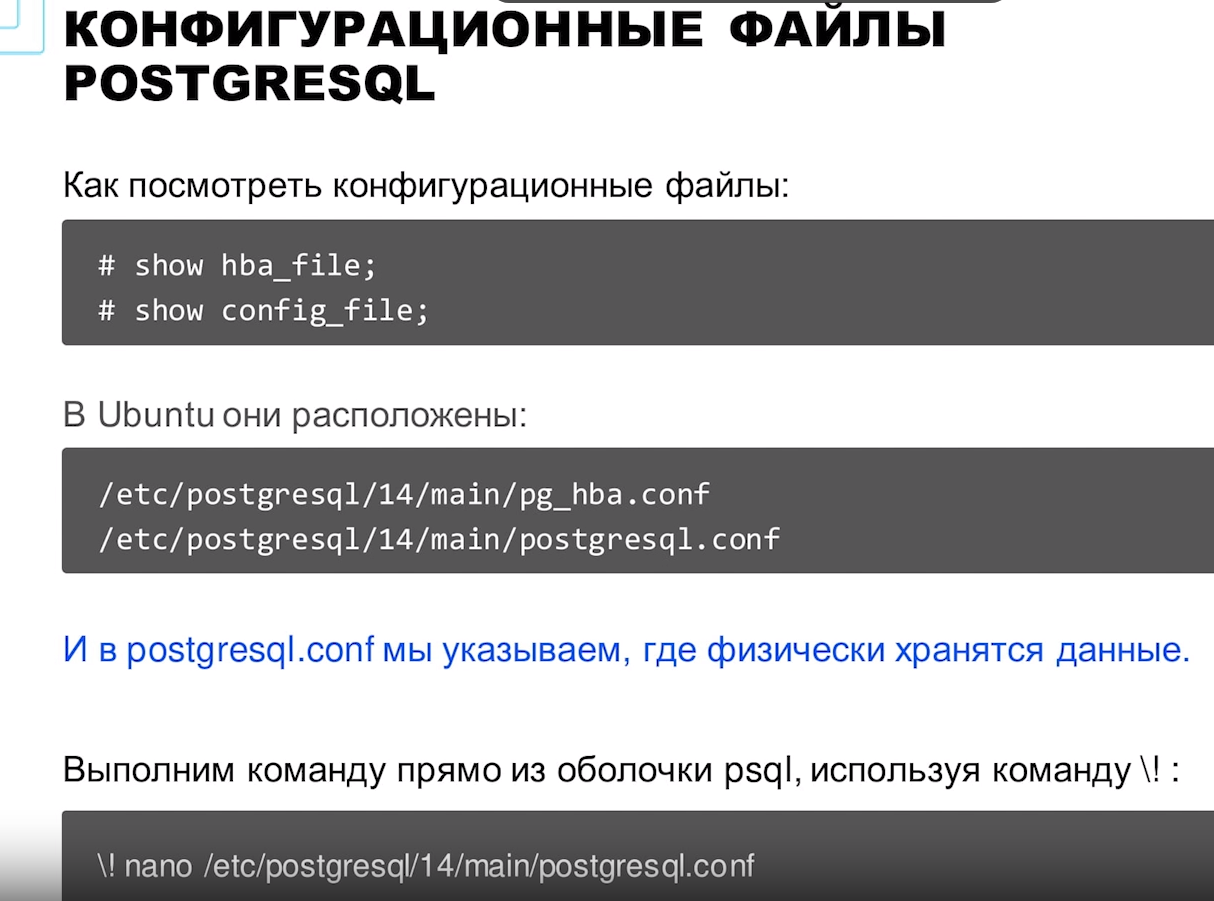 КОНФИГУРАЦИОННЫЕ ФАЙЛЫ
POSTGRESQL
Как посмотреть конфигурационные файлы:
# show hba_file;
# show config_file;
В Ubuntu они расположены:
/etc/postgresql/14/main/pg_hba.conf
/etc/postgresql/14/main/postgresql.conf
И в postgresql.conf мы указываем, где физически хранятся данные.
Выполним команду прямо из оболочки psql, используя команду \! :
\! nano /etc/postgresql/14/main/postgresql.conf